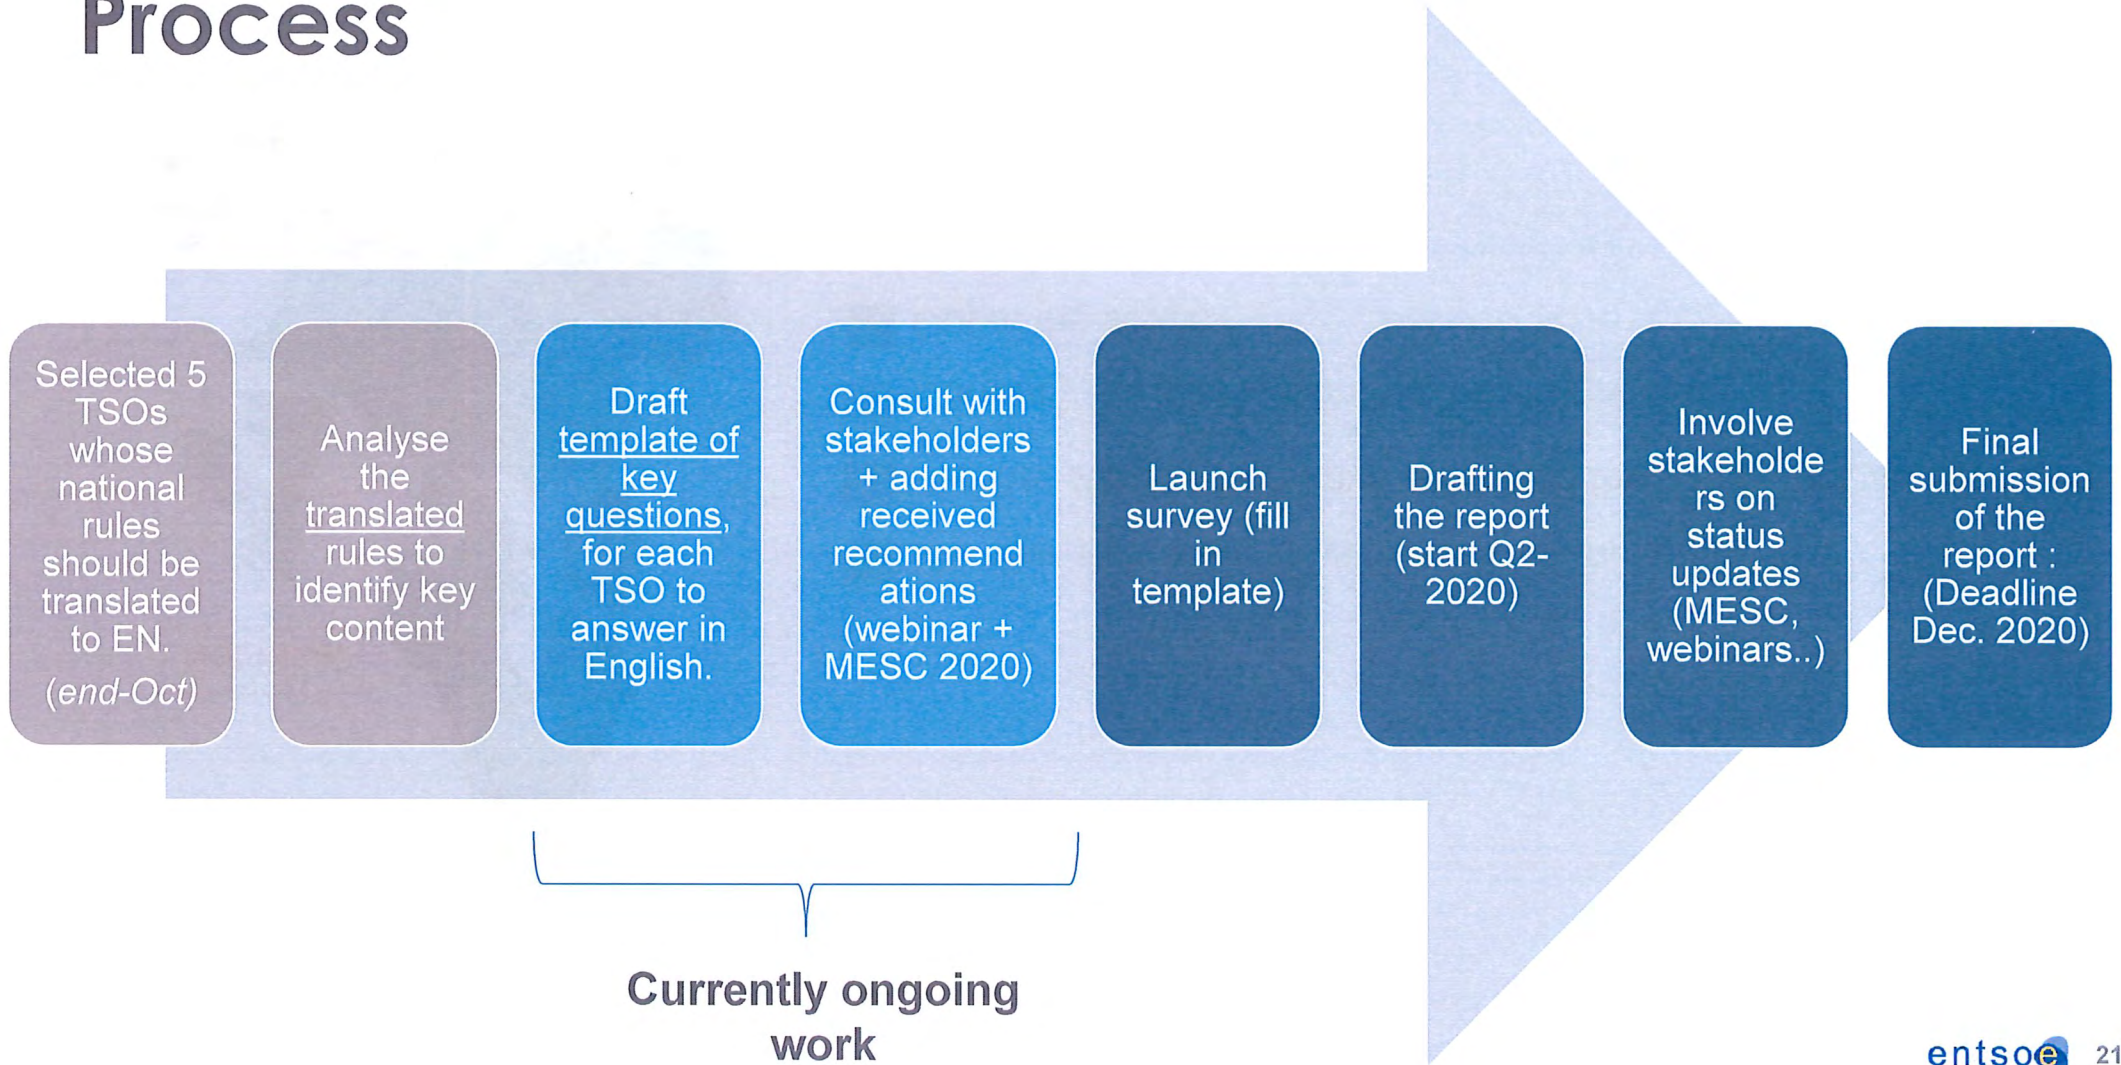 Process
Selected 5
TSOs
whose
national
rules
should be
translated
to EN.
(end-Oct)
Analyse
the
translated
rules to
identify key
content
Draft
template of
key
questions,
for each
TSO to
answer in
English.
Consult with
stakeholders
+ adding
received
recommend
ations
(webinar +
MESC 2020)
Launch
survey (fill
in
template)
Drafting
the report
(start Q2-
2020)
Involve
stakeholde
rs on
status
updates
(MESC,
webinars..)
Final
submission
of the
report :
(Deadline
Dec. 2020)
Currently ongoing
work
entsoe 21